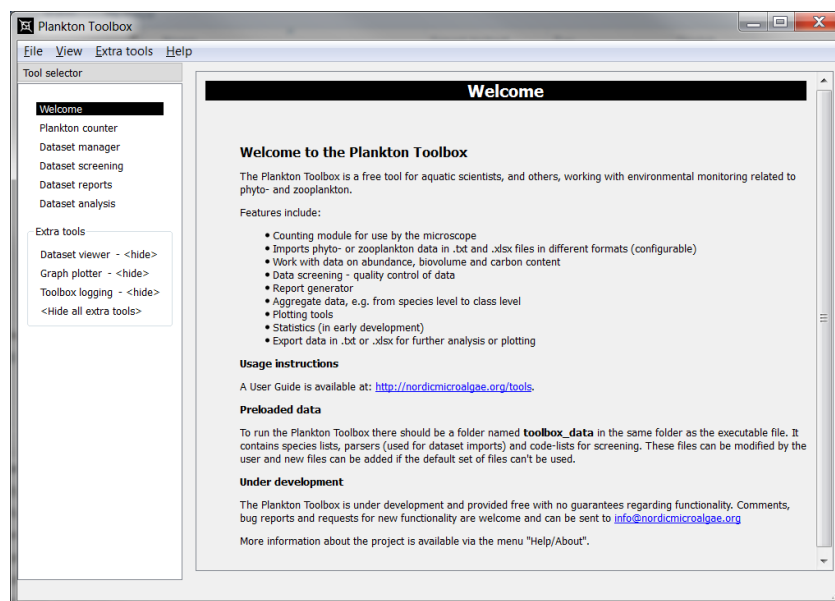 Plankton Toolbox
File View Extra tools Help
Tool selector
Welcome
Plankton counter
Dataset manager
Dataset screening
Dataset reports
Dataset analysis
Extra tools
Dataset viewer - <hide>
Graph plotter - <hide>
Toolbox logging - <hide>
<Hide all extra tools>
Welcome
Welcome to the Plankton Toolbox
The Plankton Toolbox is a free tool for aquatic scientists, and others, working with environmental monitoring related to
phyto- and zooplankton.
Features include:
• Counting module for use by the microscope
• Imports phyto- or zooplankton data in .txt and .xlsx files in different formats (configurable)
• Work with data on abundance, biovolume and carbon content
• Data screening - quality control of data
• Report generator
• Aggregate data, e.g. from species level to class level
• Plotting tools
• Statistics (in early development)
• Export data in .txt or .xlsx for further analysis or plotting
Usage instructions
A User Guide is available at: http://nordicmicroalgae.org/tools.
Preloaded data
To run the Plankton Toolbox there should be a folder named toolbox_data in the same folder as the executable file. It
contains species lists, parsers (used for dataset imports) and code-lists for screening. These files can be modified by the
user and new files can be added if the default set of files can't be used.
Under development
The Plankton Toolbox is under development and provided free with no guarantees regarding functionality. Comments,
bug reports and requests for new functionality are welcome and can be sent to info@nordicmicroalgae.org
More information about the project is available via the menu "Help/About".